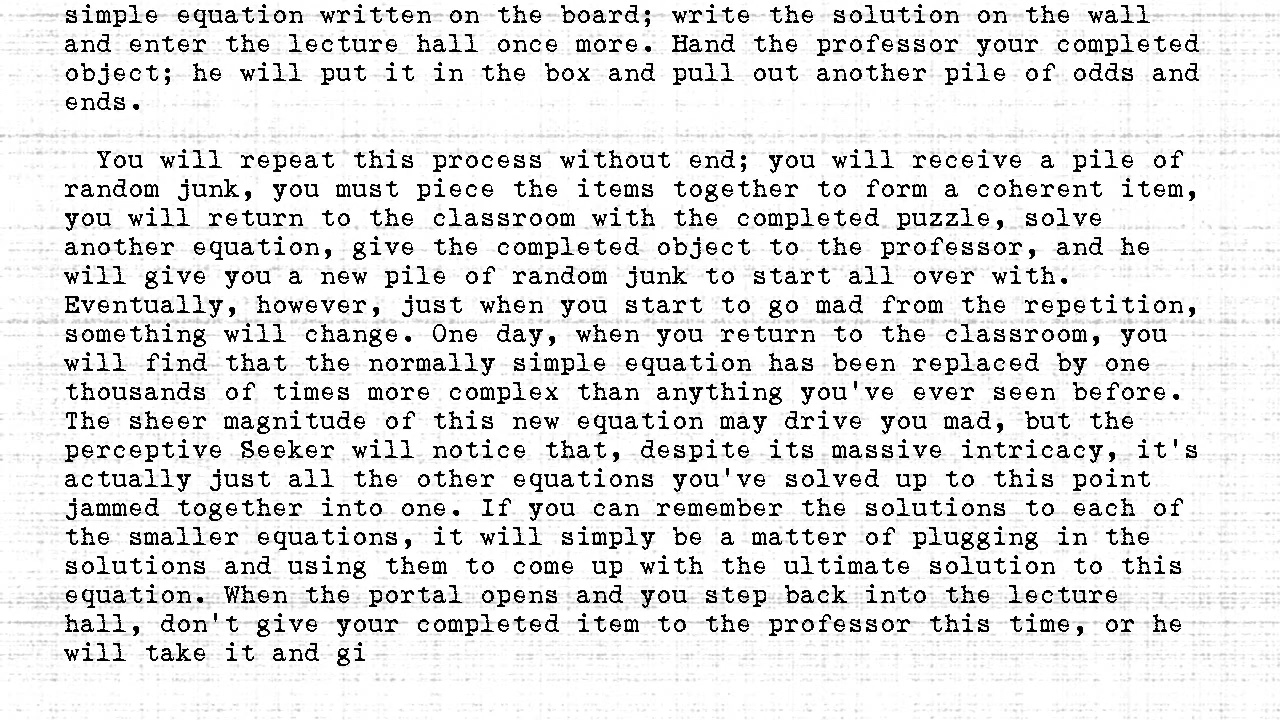 simple equation written on the board; write the solution on the wall
and enter the lecture hall once more. Hand the professor your completed
object; he will put it in the box and pull out another pile of odds and
ends.
You will repeat this process without end; you will receive a pile of
random junk, you must piece the items together to form a coherent item,
you will return to the classroom with the completed puzzle, solve
another equation, give the completed object to the professor, and he
will give you a new pile of random junk to start all over with.
Eventually, however, just when you start to go mad from the repetition,
something will change. One day, when you return to the classroom, you
will find that the normally simple equation has been replaced by one
thousands of times more complex than anything you've ever seen before.
The sheer magnitude of this new equation may drive you mad, but the
perceptive Seeker will notice that, despite its massive intricacy, it's
actually just all the other equations you've solved up to this point
jammed together into one. If you can remember the solutions to each of
the smaller equations, it will simply be a matter of plugging in the
solutions and using them to come up with the ultimate solution to this
equation. When the portal opens and you step back into the lecture
hall, don't give your completed item to the professor this time, or he
will take it and gi